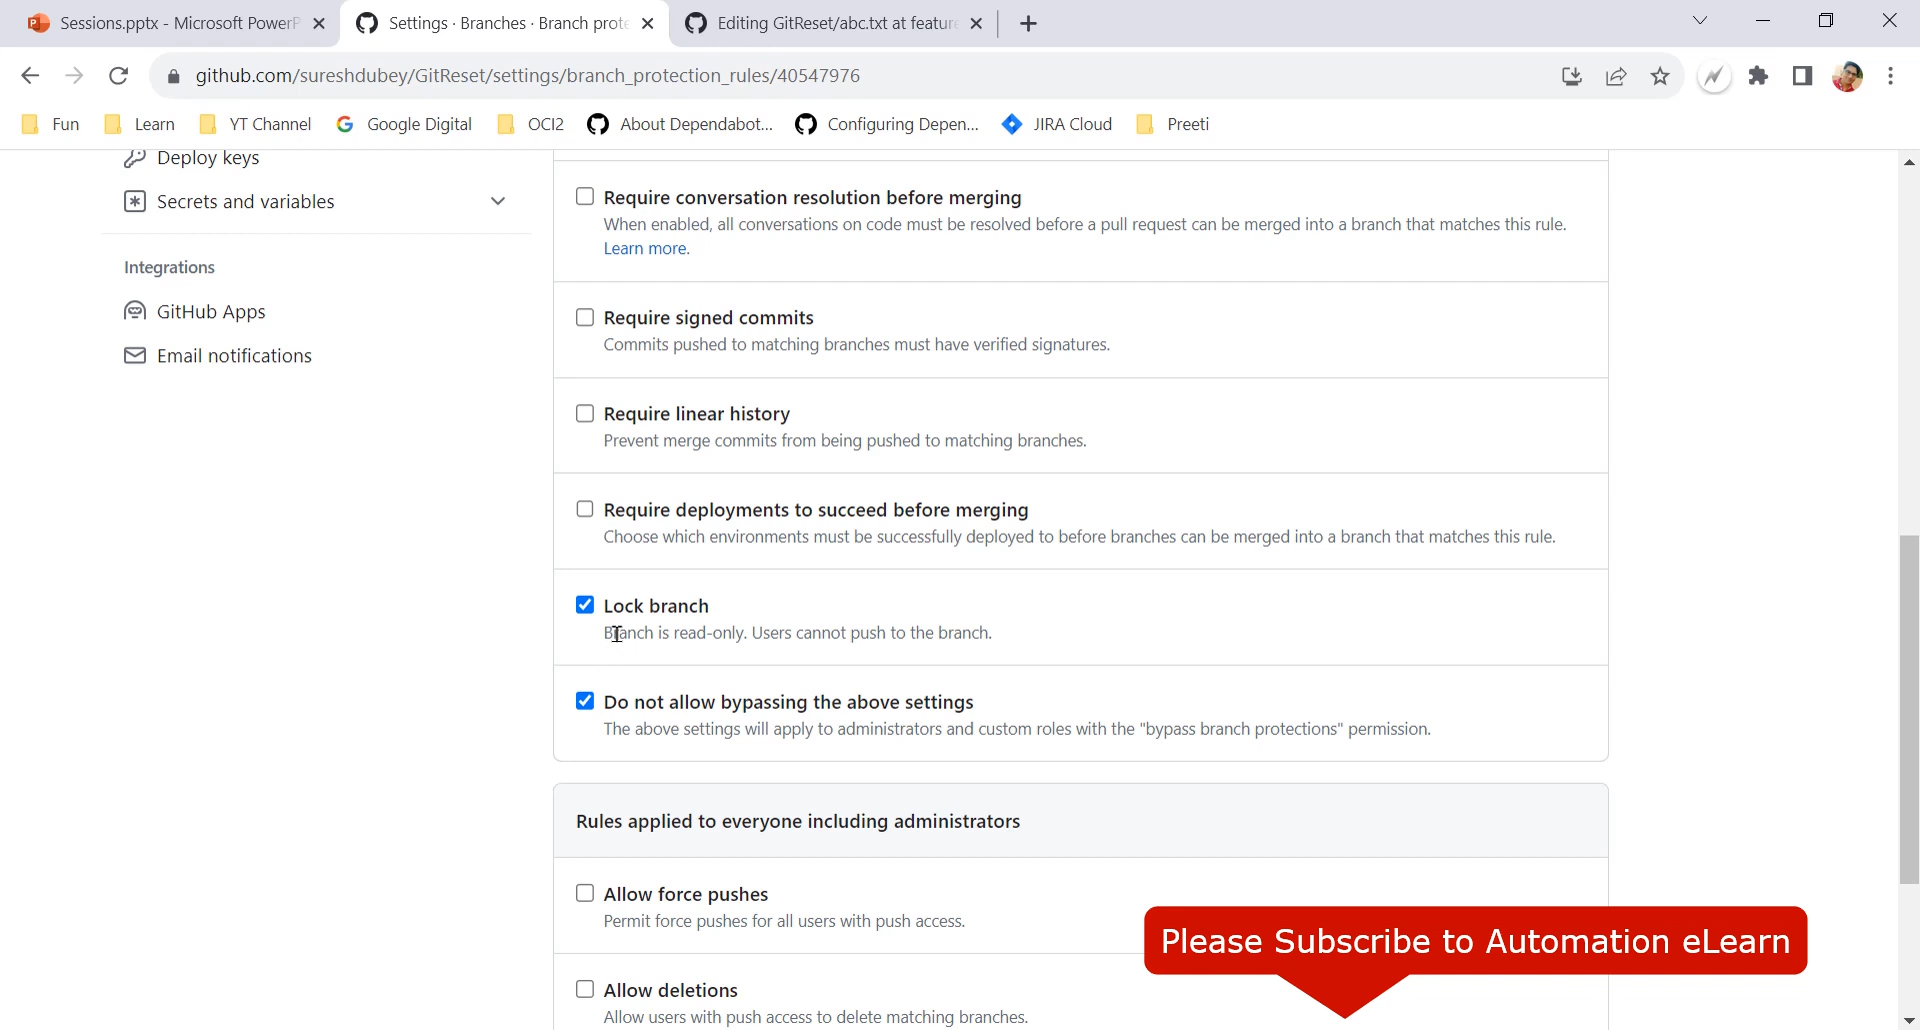 Sessions.pptx - Microsoft PowerP
Settings · Branches · Branch prote
Editing GitReset/abc.txt at feature
github.com/sureshdubey/GitReset/settings/branch_protection_rules/40547976
Fun
Learn
YT Channel
Google Digital
OCI2
About Dependabot...
Configuring Depen...
JIRA Cloud
Preeti
Deploy keys
Secrets and variables
Integrations
GitHub Apps
Email notifications
Require conversation resolution before merging
When enabled, all conversations on code must be resolved before a pull request can be merged into a branch that matches this rule.
Learn more.
Require signed commits
Commits pushed to matching branches must have verified signatures.
Require linear history
Prevent merge commits from being pushed to matching branches.
Require deployments to succeed before merging
Choose which environments must be successfully deployed to before branches can be merged into a branch that matches this rule.
Lock branch
Branch is read-only. Users cannot push to the branch.
Do not allow bypassing the above settings
The above settings will apply to administrators and custom roles with the "bypass branch protections" permission.
Rules applied to everyone including administrators
Allow force pushes
Permit force pushes for all users with push access.
Please Subscribe to Automation eLearn
Allow deletions
Allow users with push access to delete matching branches.